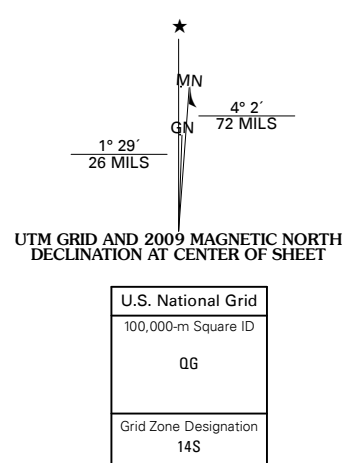 ★
MN
4° 2´
72 MILS
GN
1° 29´
26 MILS
UTM GRID AND 2009 MAGNETIC NORTH
DECLINATION AT CENTER OF SHEET
U.S. National Grid
100,000-m Square ID
QG
Grid Zone Designation
14S